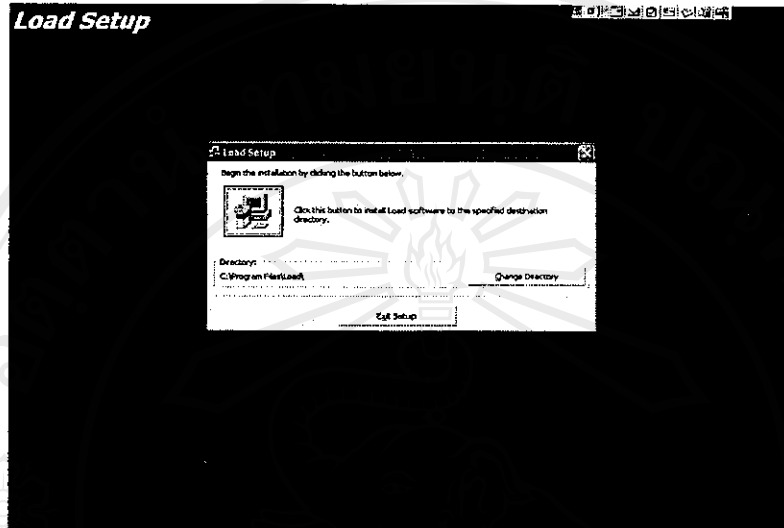 Load Setup
Load Setup
Begin the installation by clicking the button below.
Click this button to install Load software to the specified destination
directory.
Directory:
C:\Program Files\Load\
Change Directory
Exit Setup